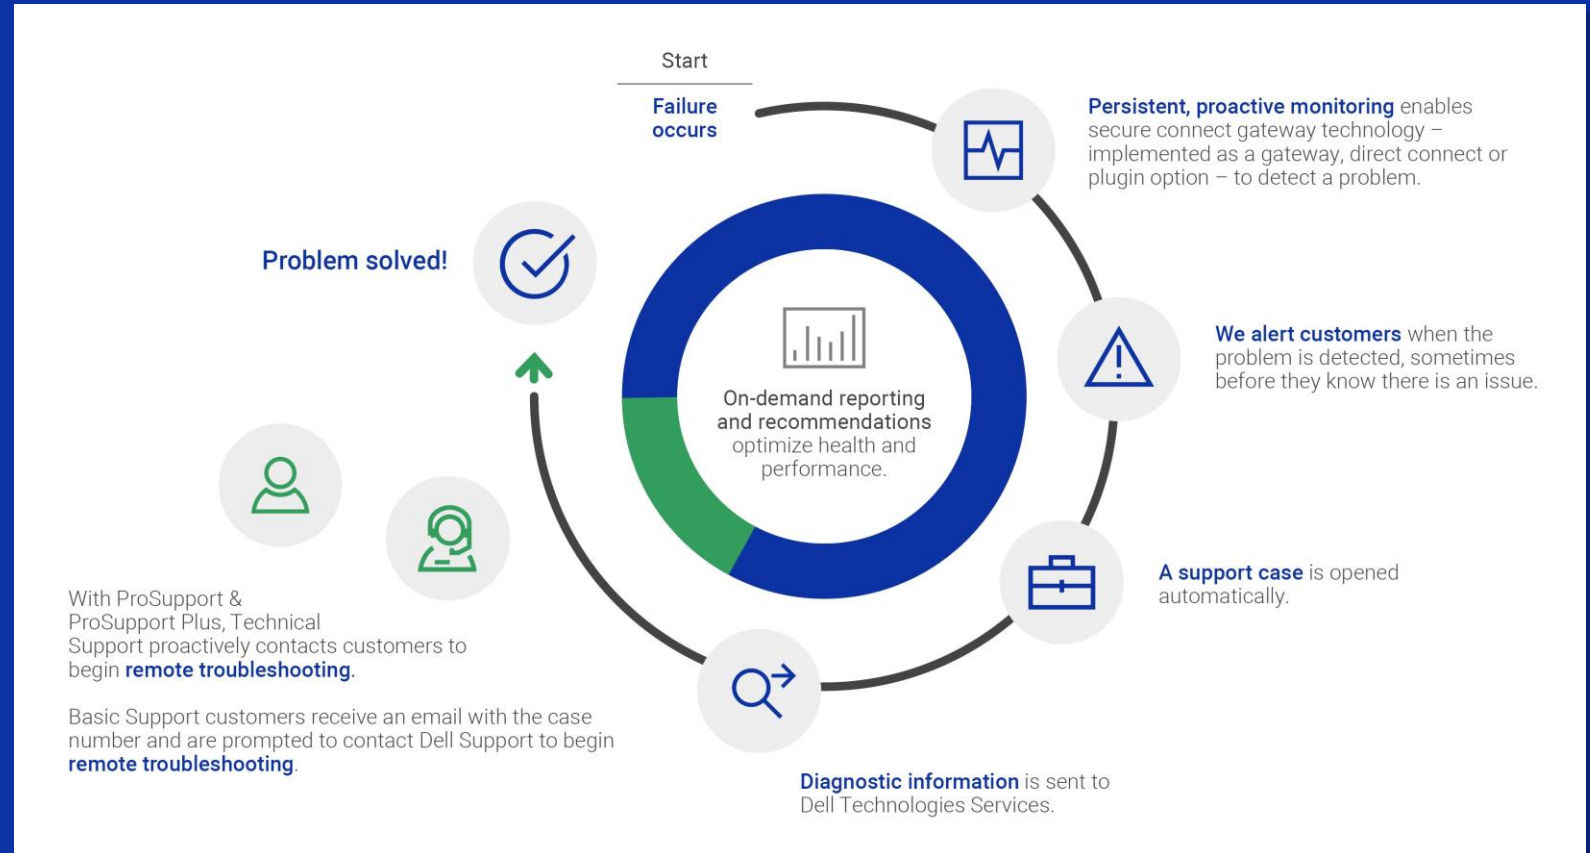 Start
Failure
occurs
Persistent, proactive monitoring enables
secure connect gateway technology –
implemented as a gateway, direct connect or
plugin option – to detect a problem.
We alert customers when the
problem is detected, sometimes
before they know there is an issue.
A support case is opened
automatically.
Diagnostic information is sent to
Dell Technologies Services.
With ProSupport &
ProSupport Plus, Technical
Support proactively contacts customers to
begin remote troubleshooting.
Basic Support customers receive an email with the case
number and are prompted to contact Dell Support to begin
remote troubleshooting.
Problem solved!
On-demand reporting
and recommendations
optimize health and
performance.